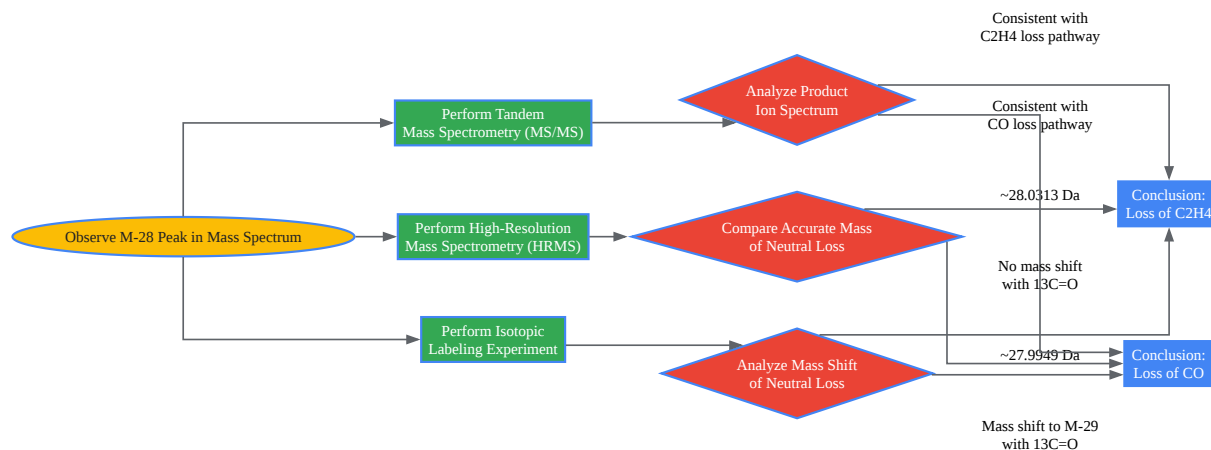 Consistent with
C2H4 loss pathway
Analyze Product
Ion Spectrum
Perform Tandem
Mass Spectrometry (MS/MS)
Consistent with
CO loss pathway
~28.0313 Da
Conclusion:
Loss of C2H4
Observe M-28 Peak in Mass Spectrum
Perform High-Resolution
Mass Spectrometry (HRMS)
Compare Accurate Mass
of Neutral Loss
No mass shift
with 13C=O
Perform Isotopic
Labeling Experiment
Analyze Mass Shift
of Neutral Loss
~27.9949 Da
Conclusion:
Loss of CO
Mass shift to M-29
with 13C=O